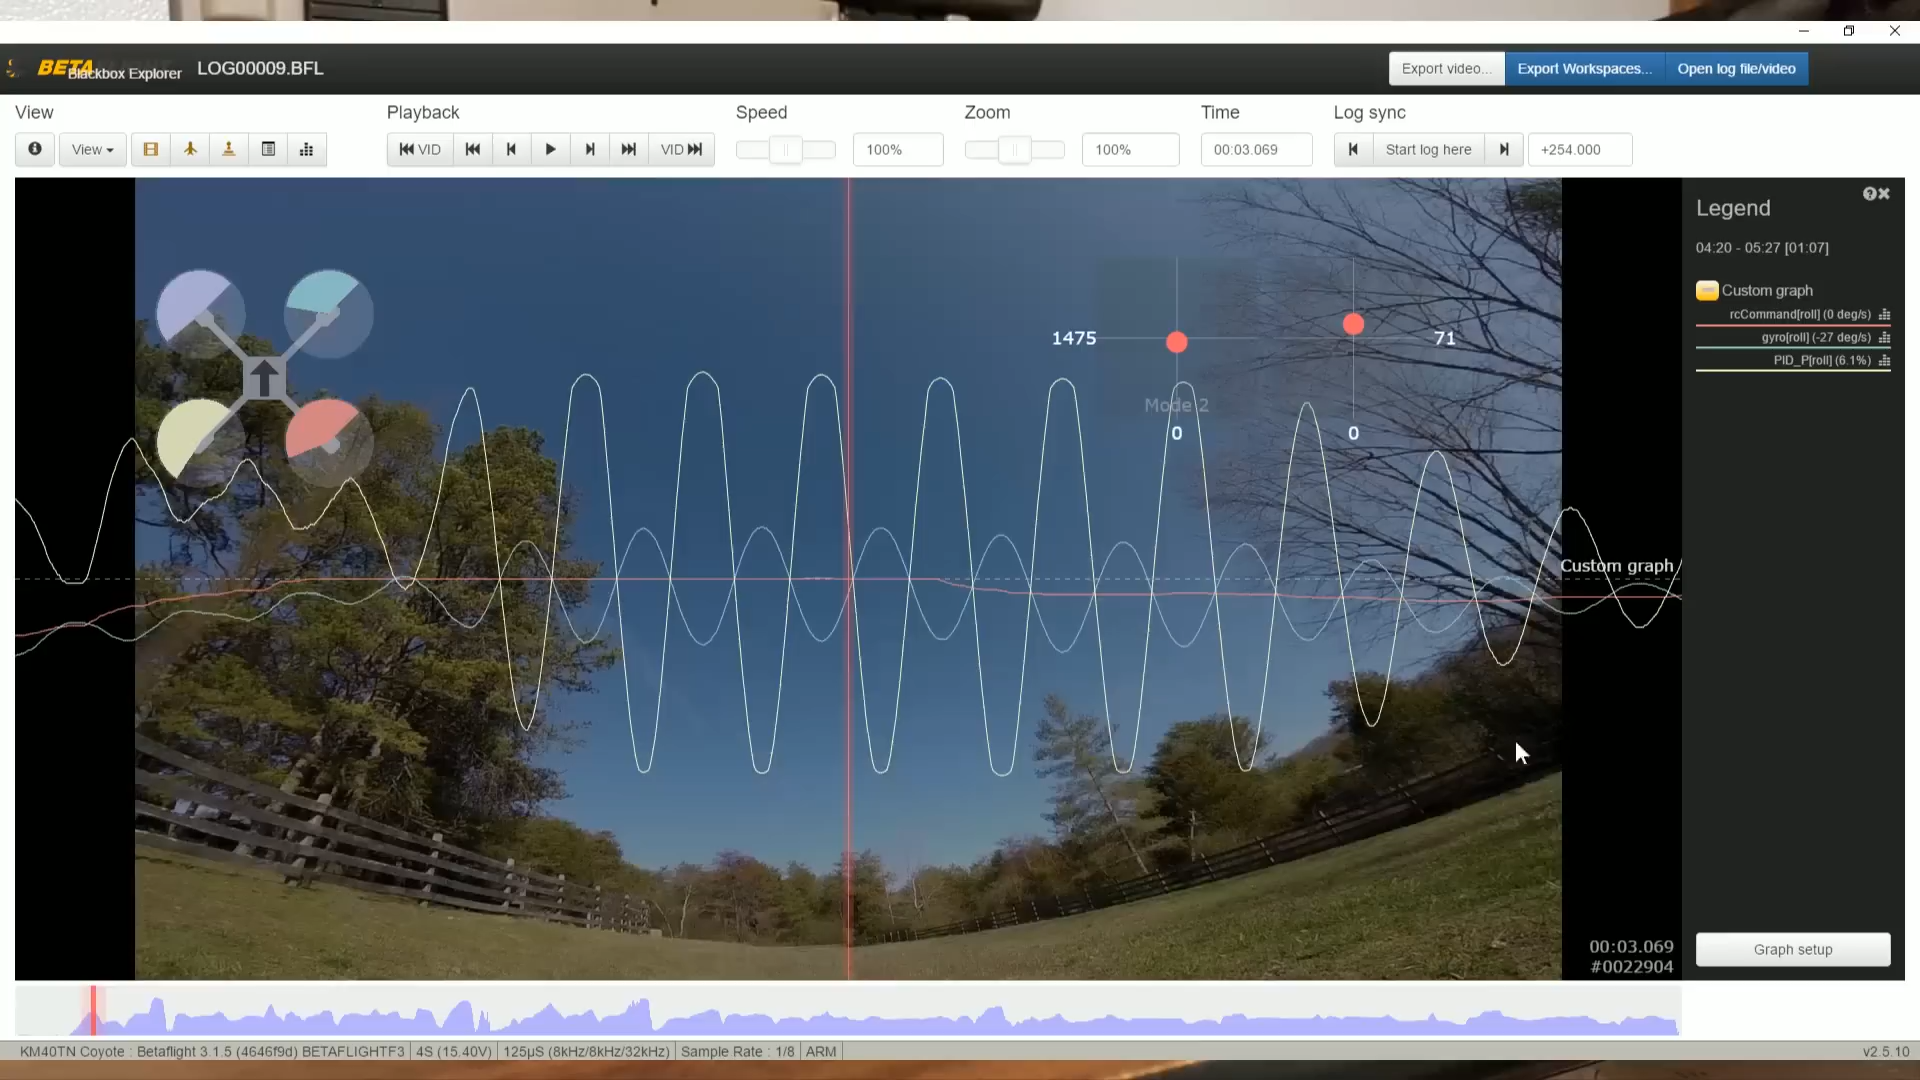 BETA
Blackbox Explorer
LOG00009.BFL
Export video...
Export Workspaces...
Open log file/video
View
Playback
Speed
Zoom
Time
Log sync
View
VID
VID
100%
100%
00:03.069
Start log here
+254.000
Legend
04:20 - 05:27 [01:07]
Custom graph
rcCommand[roll] (0 deg/s)
gyro[roll] (-27 deg/s)
PID_P[roll] (6.1%)
1475
71
Mode 2
0
0
Custom graph
00:03.069
#0022904
Graph setup
KM40TN Coyote : Betaflight 3.1.5 (4646f9d) BETAFLIGHTF3
4S (15.40V)
125µS (8kHz/8kHz/32kHz)
Sample Rate : 1/8
ARM
v2.5.10